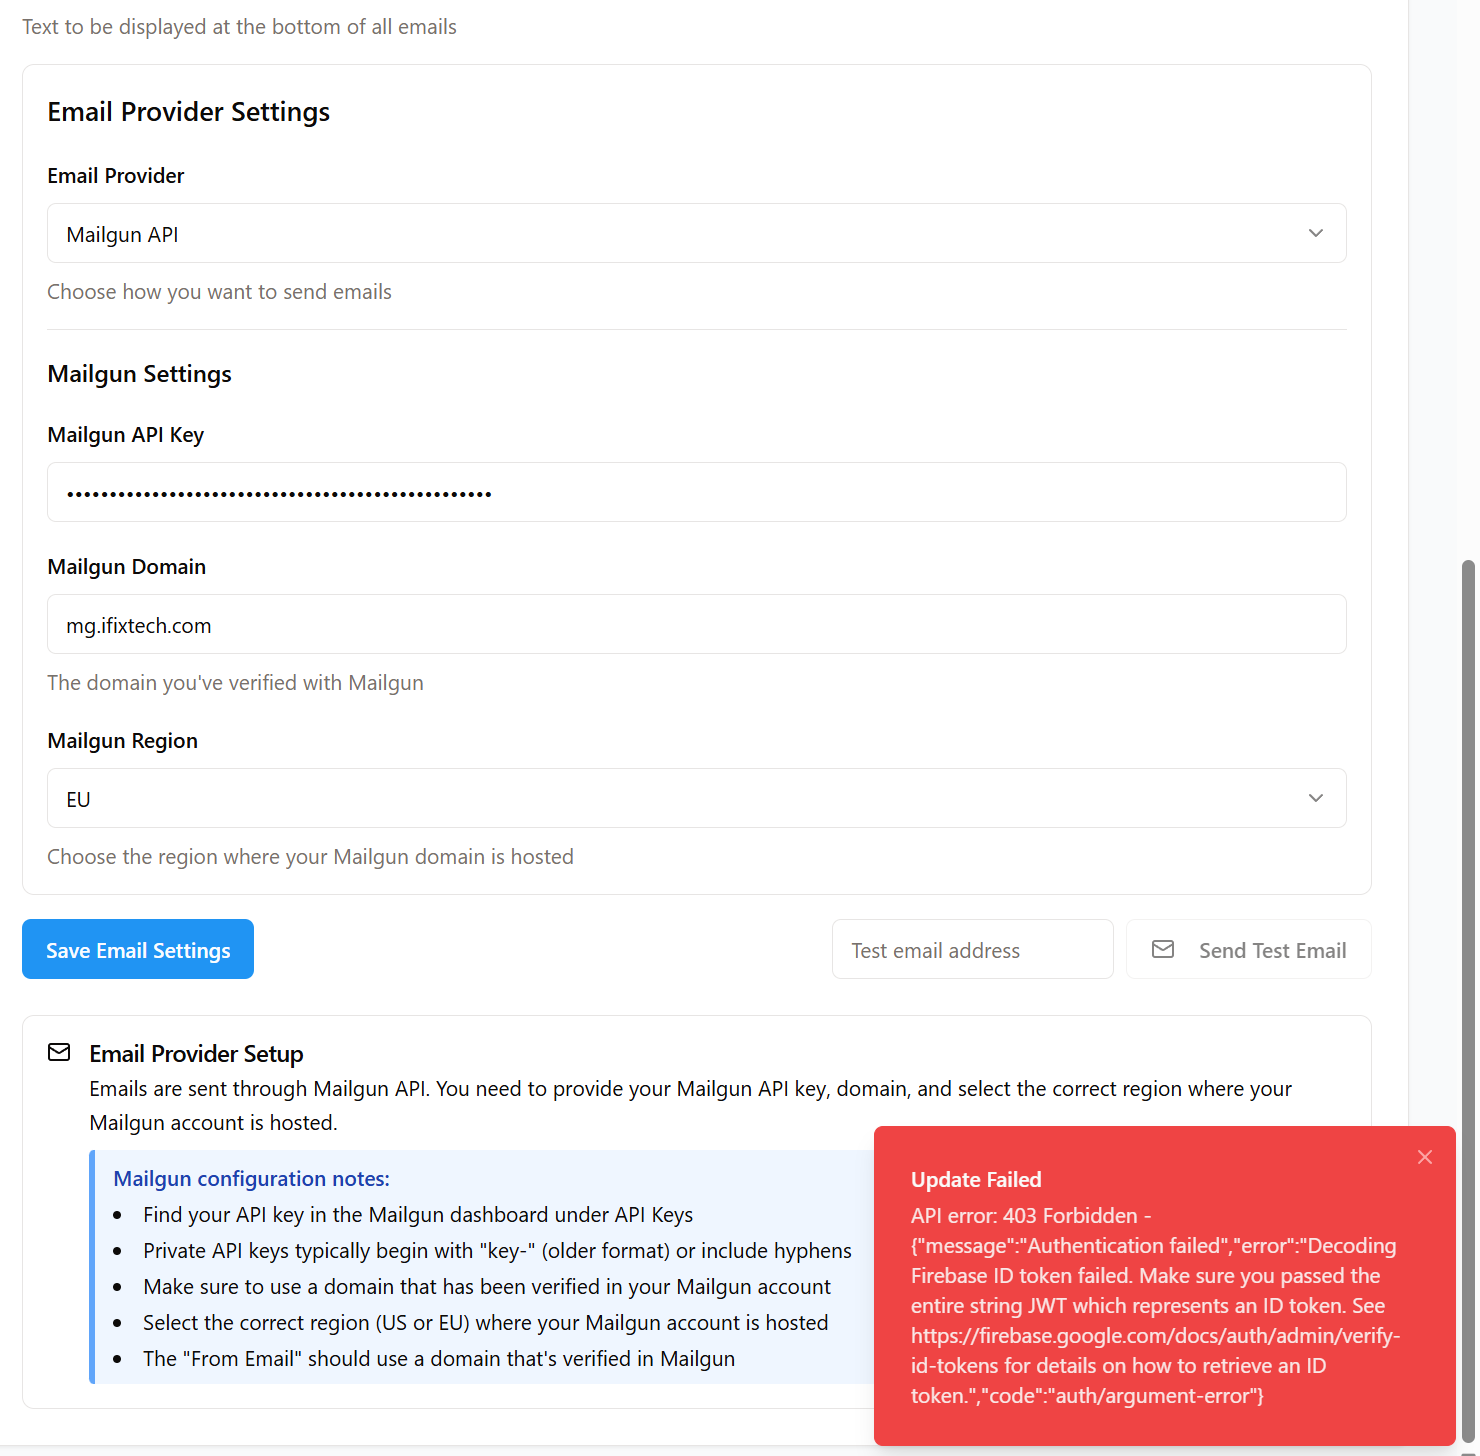 Text to be displayed at the bottom of all emails
Email Provider Settings
Email Provider
Mailgun API
Choose how you want to send emails
Mailgun Settings
Mailgun API Key
••••••••••••••••••••••••••••••••••••••••••••••••••
Mailgun Domain
mg.ifixtech.com
The domain you've verified with Mailgun
Mailgun Region
EU
Choose the region where your Mailgun domain is hosted
Save Email Settings
Test email address
Send Test Email
Email Provider Setup
Emails are sent through Mailgun API. You need to provide your Mailgun API key, domain, and select the correct region where your
Mailgun account is hosted.
Mailgun configuration notes:
• Find your API key in the Mailgun dashboard under API Keys
• Private API keys typically begin with "key-" (older format) or include hyphens
• Make sure to use a domain that has been verified in your Mailgun account
• Select the correct region (US or EU) where your Mailgun account is hosted
• The "From Email" should use a domain that's verified in Mailgun
Update Failed
API error: 403 Forbidden -
{"message":"Authentication failed","error":"Decoding
Firebase ID token failed. Make sure you passed the
entire string JWT which represents an ID token. See
https://firebase.google.com/docs/auth/admin/verify-
id-tokens for details on how to retrieve an ID
token.","code":"auth/argument-error"}